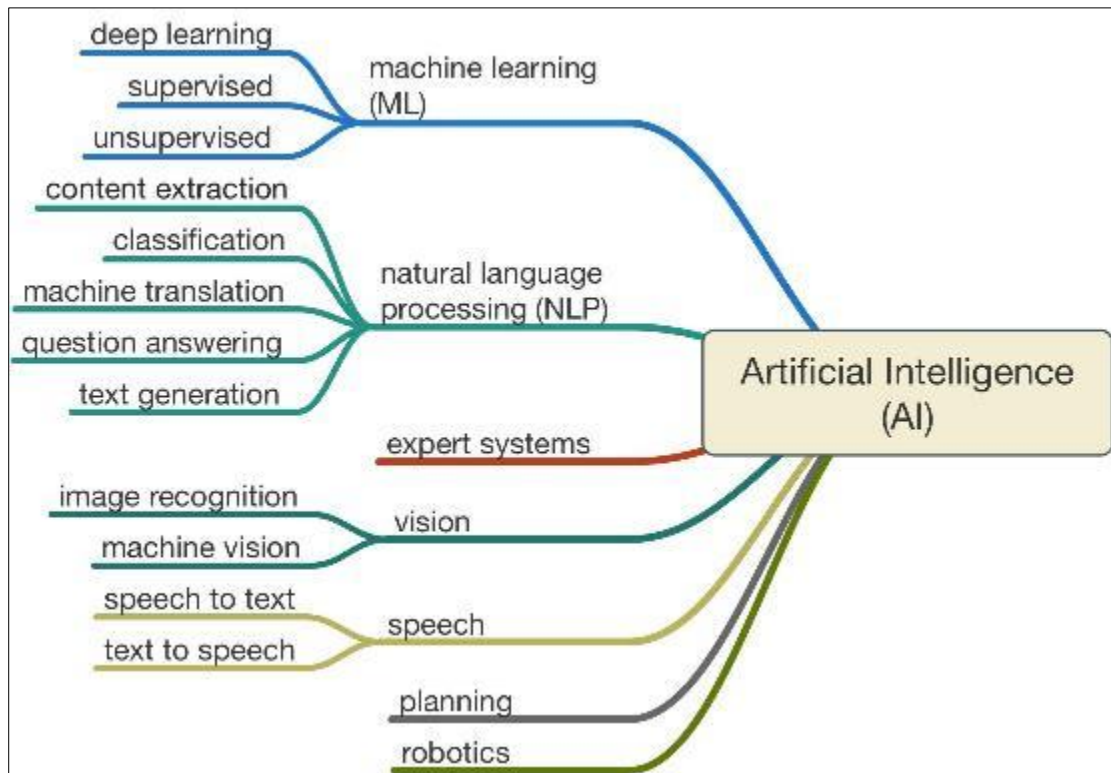 deep learning
supervised
unsupervised
machine learning
(ML)
content extraction
classification
machine translation
question answering
text generation
natural language
processing (NLP)
expert systems
image recognition
machine vision
vision
speech to text
text to speech
speech
planning
robotics
Artificial Intelligence
(AI)